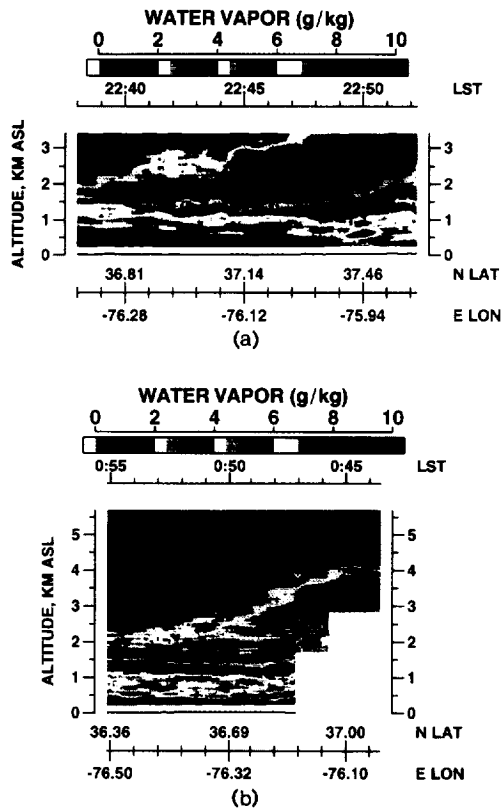 WATER VAPOR (g/kg)
0 2 4 6 8 10
22:40 22:45 22:50 LST
ALTITUDE, KM ASL
3 3
2 2
1 1
0 0
36.81 37.14 37.46 N LAT
-76.28 -76.12 -75.94 E LON
(a)
WATER VAPOR (g/kg)
0 2 4 6 8 10
0:55 0:50 0:45 LST
ALTITUDE, KM ASL
5 5
4 4
3 3
2 2
1 1
0 0
36.36 36.69 37.00 N LAT
-76.50 -76.32 -76.10 E LON
(b)